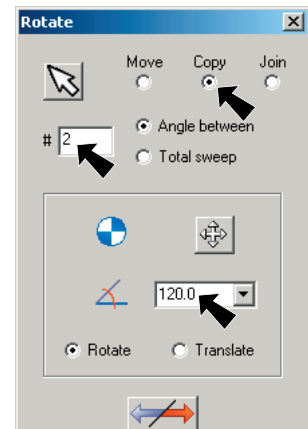 Rotate
Move Copy Join
# 2
Angle between
Total sweep
120.0
Rotate Translate